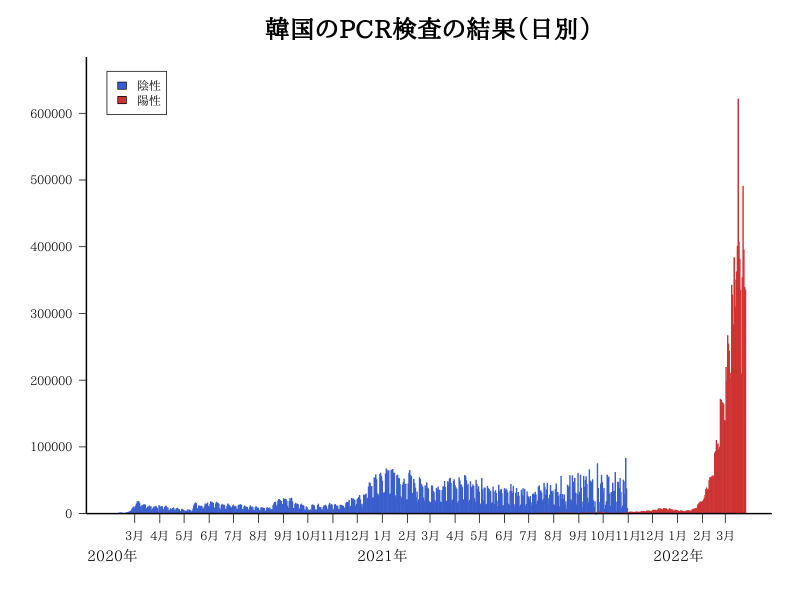 韓国のPCR検査の結果(日別)
陰性
陽性
600000
500000
400000
300000
200000
100000
0
3月 4月 5月 6月 7月 8月 9月 10月 11月 12月 1月 2月 3月 4月 5月 6月 7月 8月 9月 10月 11月 12月 1月 2月 3月
2020年 2021年 2022年